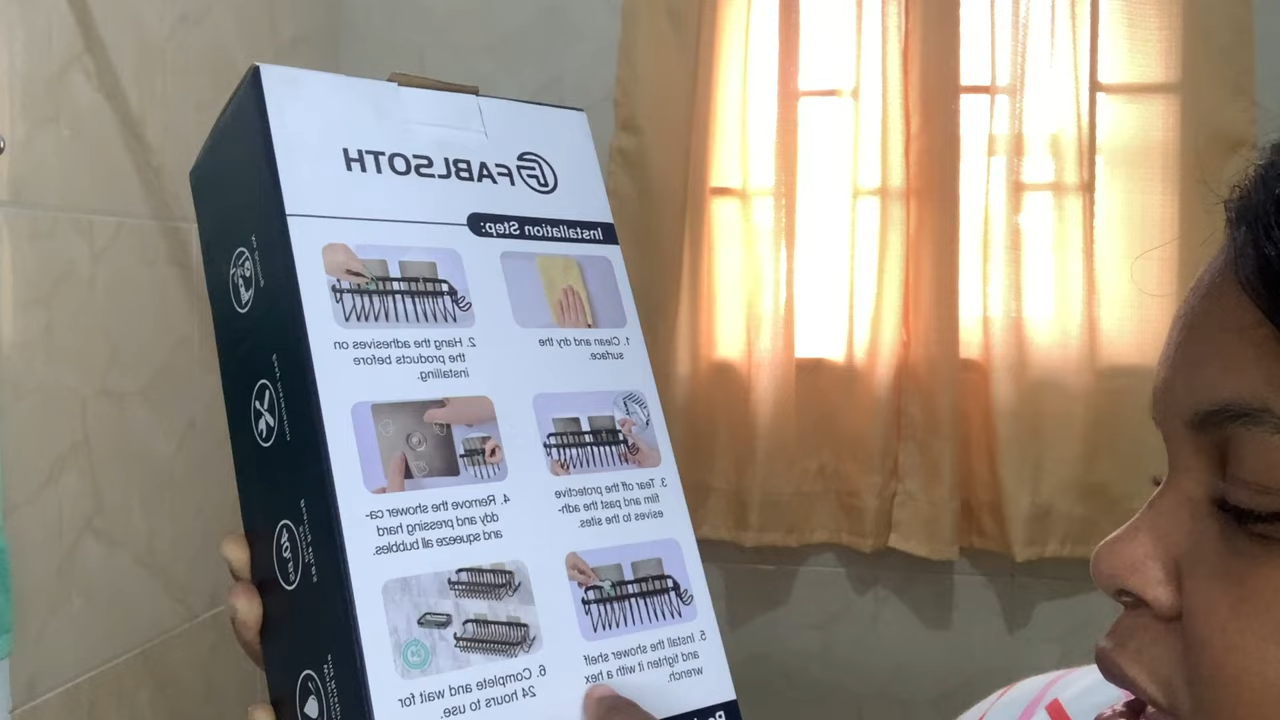 FABLSOTH
Installation Step:
1. Clean and dry the
surface.
2. Hang the adhesives on
the products before
installing.
3. Tear off the protective
film and past the adh-
esives to the sites.
4. Remove the shower ca-
ddy and pressing hard
and squeeze all bubbles.
5. Install the shower shelf
and tighten it with a hex
wrench.
6. Complete and wait for
24 hours to use.